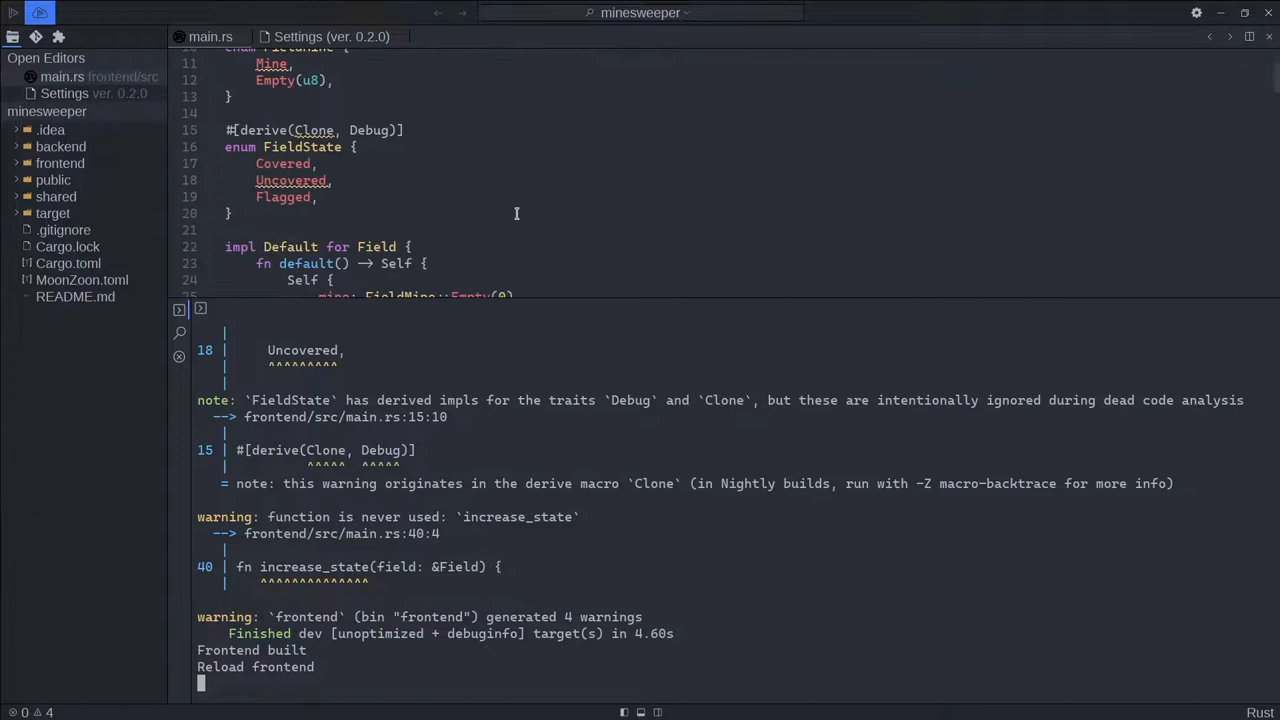 minesweeper
main.rs
Settings (ver. 0.2.0)
Open Editors
main.rs frontend/src
Settings ver. 0.2.0
minesweeper
.idea
backend
frontend
public
shared
target
.gitignore
Cargo.lock
Cargo.toml
MoonZoon.toml
README.md
10 enum FieldMine {
11 Mine,
12 Empty(u8),
13 }
14
15 #[derive(Clone, Debug)]
16 enum FieldState {
17 Covered,
18 Uncovered,
19 Flagged,
20 }
21
22 impl Default for Field {
23 fn default() -> Self {
24 Self {
25 mine: FieldMine::Empty(0)
|
18 | Uncovered,
| ^^^^^^^^^
|
note: `FieldState` has derived impls for the traits `Debug` and `Clone`, but these are intentionally ignored during dead code analysis
--> frontend/src/main.rs:15:10
|
15 | #[derive(Clone, Debug)]
| ^^^^^ ^^^^^
= note: this warning originates in the derive macro `Clone` (in Nightly builds, run with -Z macro-backtrace for more info)
warning: function is never used: `increase_state`
--> frontend/src/main.rs:40:4
|
40 | fn increase_state(field: &Field) {
| ^^^^^^^^^^^^^^
warning: `frontend` (bin "frontend") generated 4 warnings
Finished dev [unoptimized + debuginfo] target(s) in 4.60s
Frontend built
Reload frontend
0 4
Rust